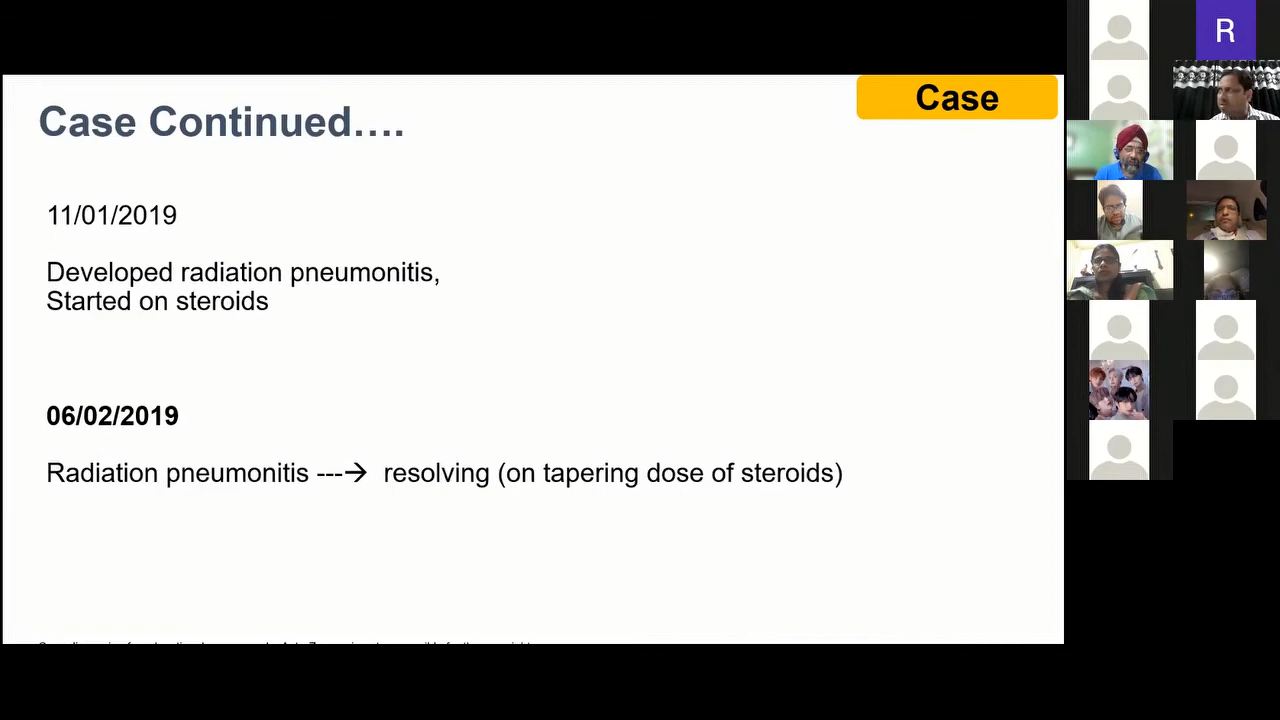 Case
Case Continued….
11/01/2019
Developed radiation pneumonitis,
Started on steroids
06/02/2019
Radiation pneumonitis ---→ resolving (on tapering dose of steroids)
R